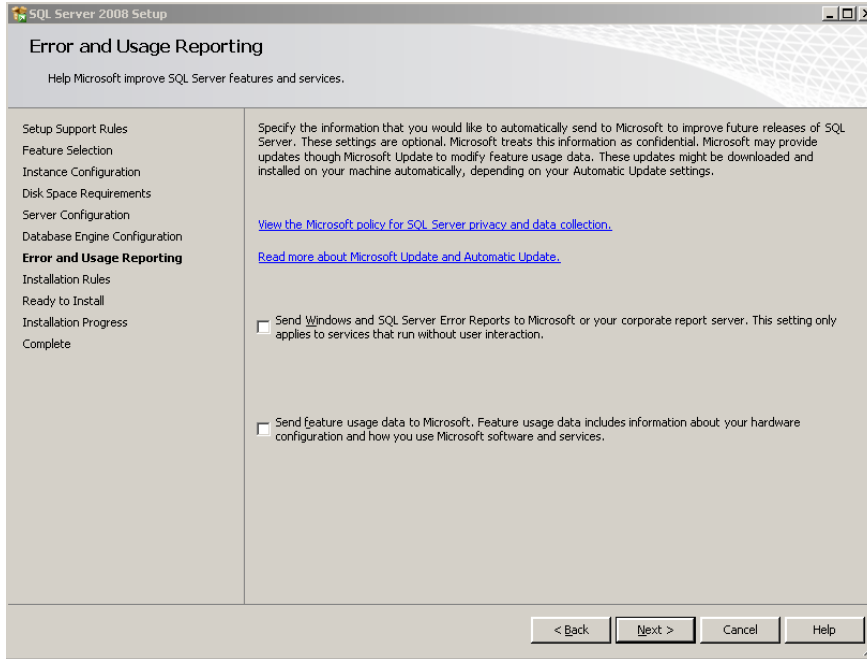 SQL Server 2008 Setup
Error and Usage Reporting
Help Microsoft improve SQL Server features and services.
Setup Support Rules
Feature Selection
Instance Configuration
Disk Space Requirements
Server Configuration
Database Engine Configuration
Error and Usage Reporting
Installation Rules
Ready to Install
Installation Progress
Complete
Specify the information that you would like to automatically send to Microsoft to improve future releases of SQL
Server. These settings are optional. Microsoft treats this information as confidential. Microsoft may provide
updates though Microsoft Update to modify feature usage data. These updates might be downloaded and
installed on your machine automatically, depending on your Automatic Update settings.
View the Microsoft policy for SQL Server privacy and data collection.
Read more about Microsoft Update and Automatic Update.
Send Windows and SQL Server Error Reports to Microsoft or your corporate report server. This setting only
applies to services that run without user interaction.
Send feature usage data to Microsoft. Feature usage data includes information about your hardware
configuration and how you use Microsoft software and services.
< Back
Next >
Cancel
Help